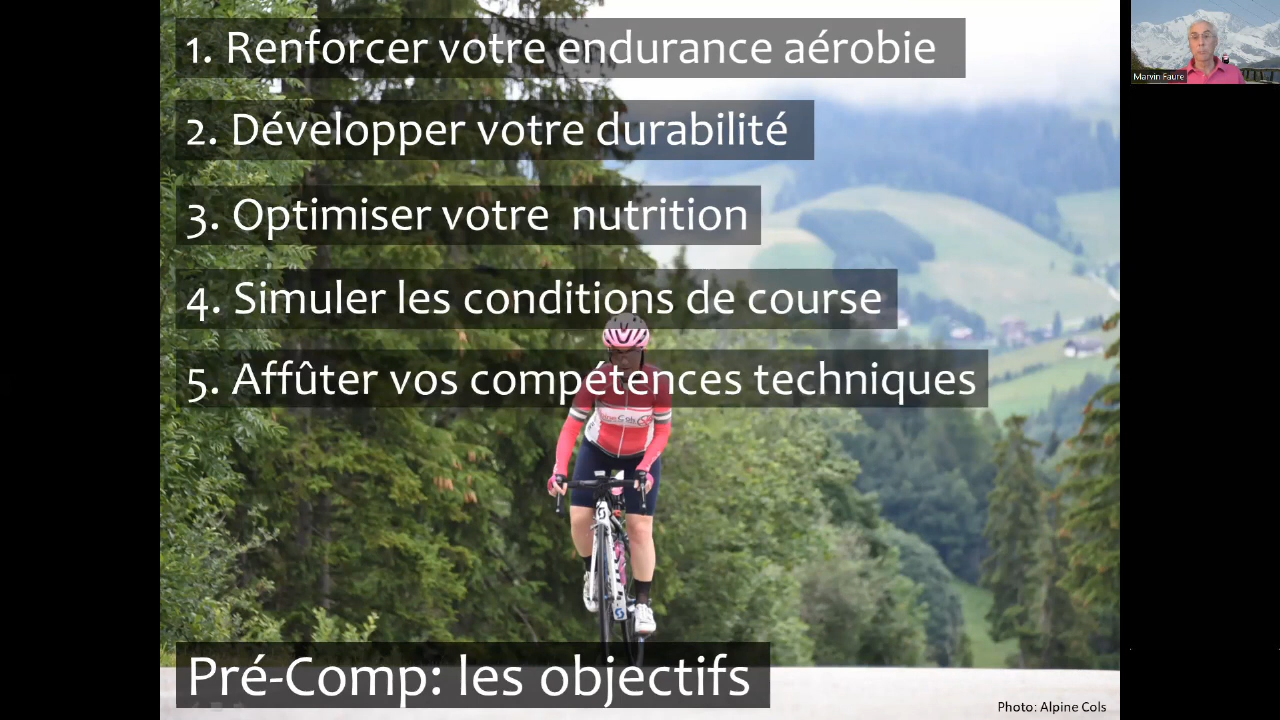 1. Renforcer votre endurance aérobie
2. Développer votre durabilité
3. Optimiser votre  nutrition
4. Simuler les conditions de course
5. Affûter vos compétences techniques
Pré-Comp: les objectifs
Photo: Alpine Cols
Marvin Faure